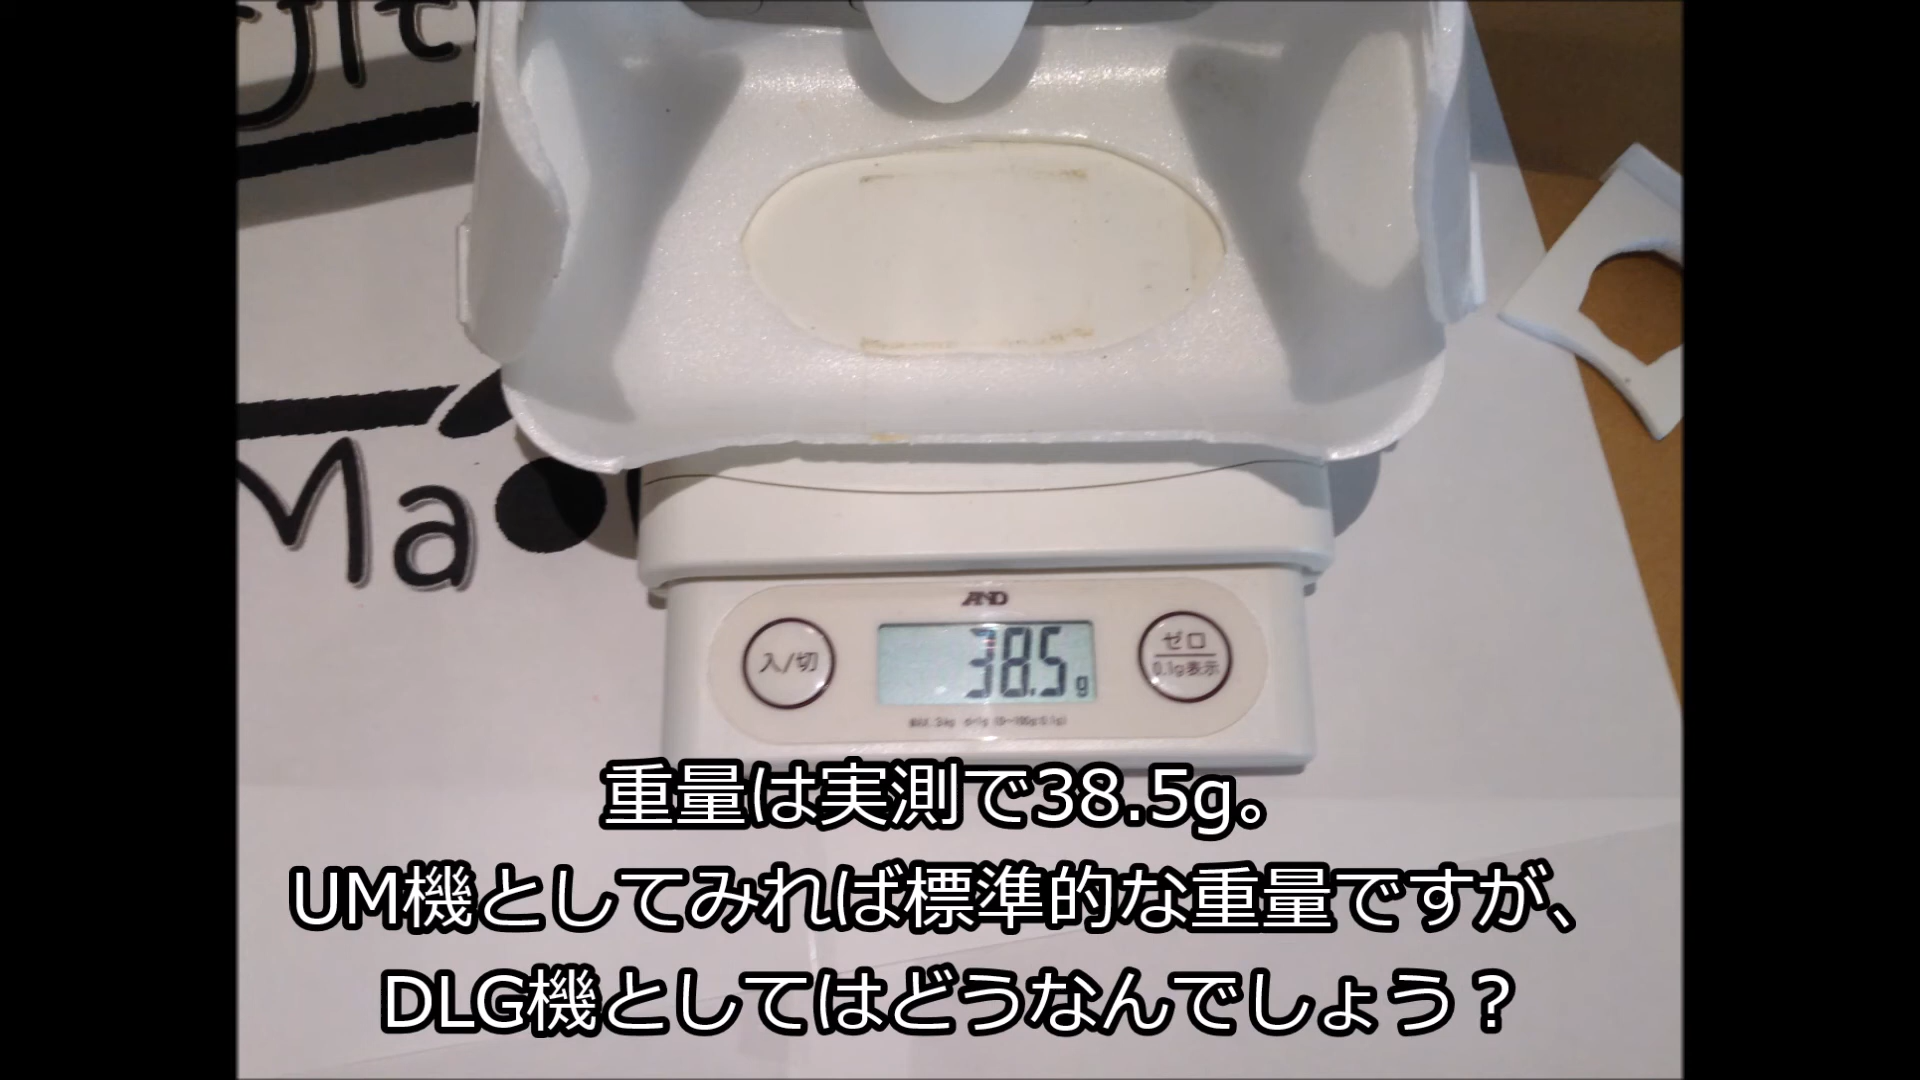 Ma
AND
入/切
38.5g
ゼロ
0.1g表示
重量は実測で38.5g。
UM機としてみれば標準的な重量ですが、
DLG機としてはどうなんでしょう？